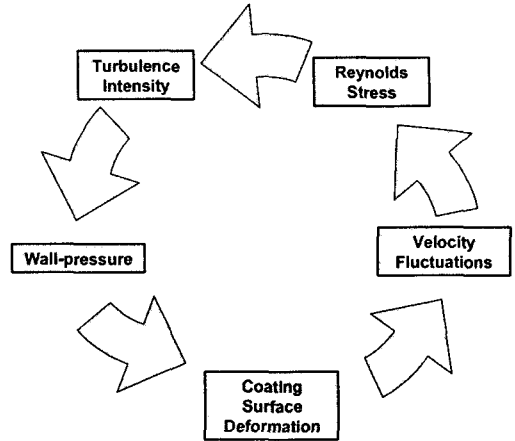 Turbulence
Intensity
Reynolds
Stress
Wall-pressure
Velocity
Fluctuations
Coating
Surface
Deformation